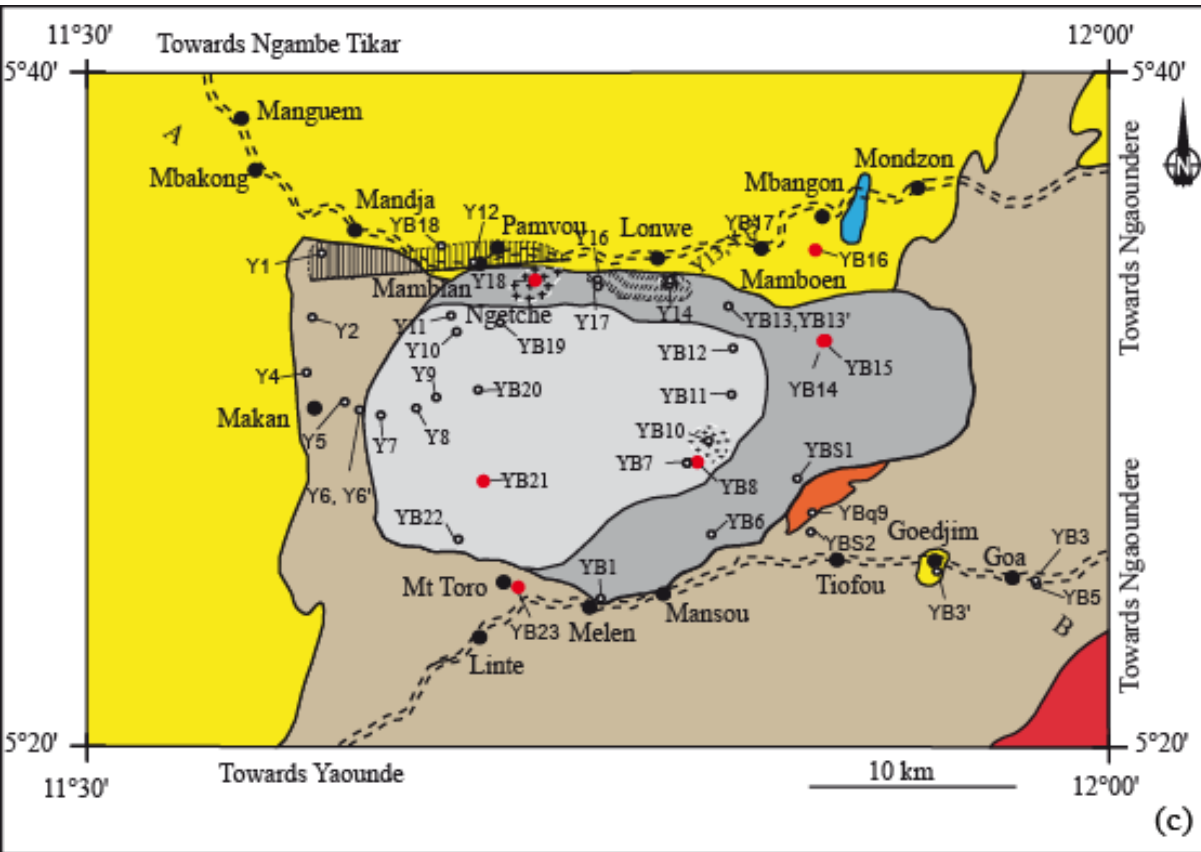 11°30'
Towards Ngambe Tikar
12°00'
5°40'
5°40'
Manguem
A
Mbakong
Mondzon
Mbangon
Mandja
Y12
YB18
Pamvou
Y16
Lonwe
YB17
Y13, Y5
N
Towards Ngaoundere
Y1
YB16
Mamblan
Y18
Mamboen
Ngetche
Y17
Y14
Y2
Y11
YB13,YB13'
Y10
YB19
YB12
YB15
Y4
Y9
YB20
YB11
YB14
Makan
Y5
Y7
Y8
YB10
YB7
YBS1
YB21
YB8
Y6, Y6'
YB22
YB6
YBq9
YBS2
Goedjim
YB3
Goa
YB1
Mt Toro
Tiofou
YB5
Mansou
YB3'
YB23
Melen
B
Linte
Towards Ngaoundere
5°20'
5°20'
Towards Yaounde
10 km
11°30'
12°00'
(c)